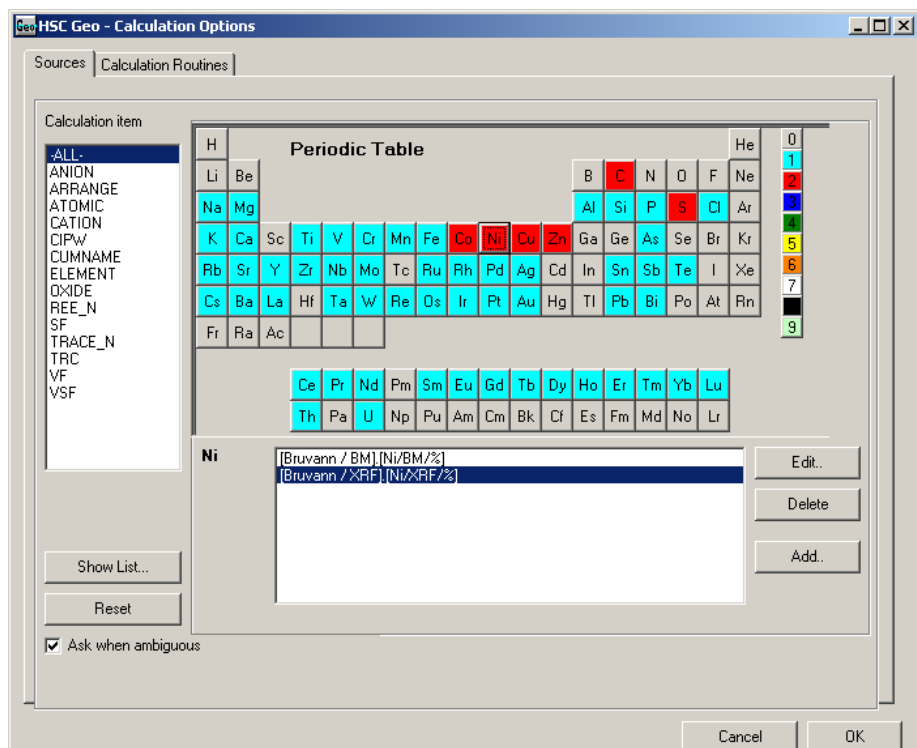 Geo HSC Geo - Calculation Options
Sources Calculation Routines
Calculation item
-ALL-
ANION
ARRANGE
ATOMIC
CATION
CIPW
CUMNAME
ELEMENT
OXIDE
REE_N
SF
TRACE_N
TRC
VF
VSF
Show List...
Reset
Ask when ambiguous
Periodic Table
H He
Li Be B C N O F Ne
Na Mg Al Si P S Cl Ar
K Ca Sc Ti V Cr Mn Fe Co Ni Cu Zn Ga Ge As Se Br Kr
Rb Sr Y Zr Nb Mo Tc Ru Rh Pd Ag Cd In Sn Sb Te I Xe
Cs Ba La Hf Ta W Re Os Ir Pt Au Hg Tl Pb Bi Po At Rn
Fr Ra Ac
Ce Pr Nd Pm Sm Eu Gd Tb Dy Ho Er Tm Yb Lu
Th Pa U Np Pu Am Cm Bk Cf Es Fm Md No Lr
0
1
2
3
4
5
6
7
9
Ni
[Bruvann / BM].[Ni/BM/%]
[Bruvann / XRF].[Ni/XRF/%]
Edit..
Delete
Add..
Cancel OK